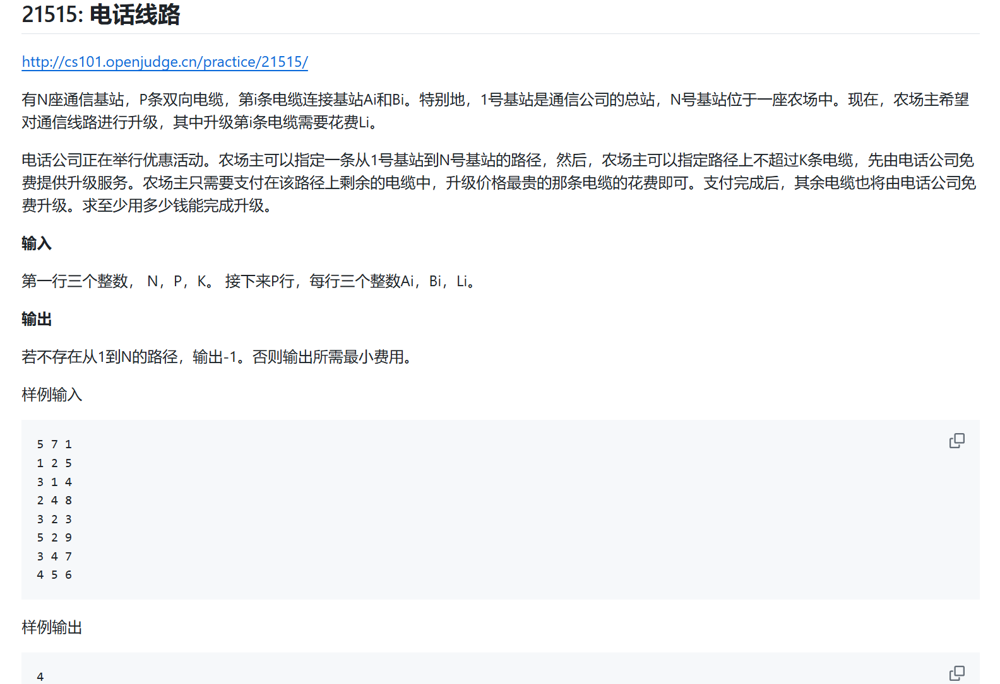 21515: 电话线路
http://cs101.openjudge.cn/practice/21515/
有N座通信基站，P条双向电缆，第i条电缆连接基站Ai和Bi。特别地，1号基站是通信公司的总站，N号基站位于一座农场中。现在，农场主希望
对通信线路进行升级，其中升级第i条电缆需要花费Li。
电话公司正在举行优惠活动。农场主可以指定一条从1号基站到N号基站的路径，然后，农场主可以指定路径上不超过K条电缆，先由电话公司免
费提供升级服务。农场主只需要支付在该路径上剩余的电缆中，升级价格最贵的那条电缆的花费即可。支付完成后，其余电缆也将由电话公司免
费升级。求至少用多少钱能完成升级。
输入
第一行三个整数， N，P，K。 接下来P行，每行三个整数Ai，Bi，Li。
输出
若不存在从1到N的路径，输出-1。否则输出所需最小费用。
样例输入
5 7 1
1 2 5
3 1 4
2 4 8
3 2 3
5 2 9
3 4 7
4 5 6
样例输出
4